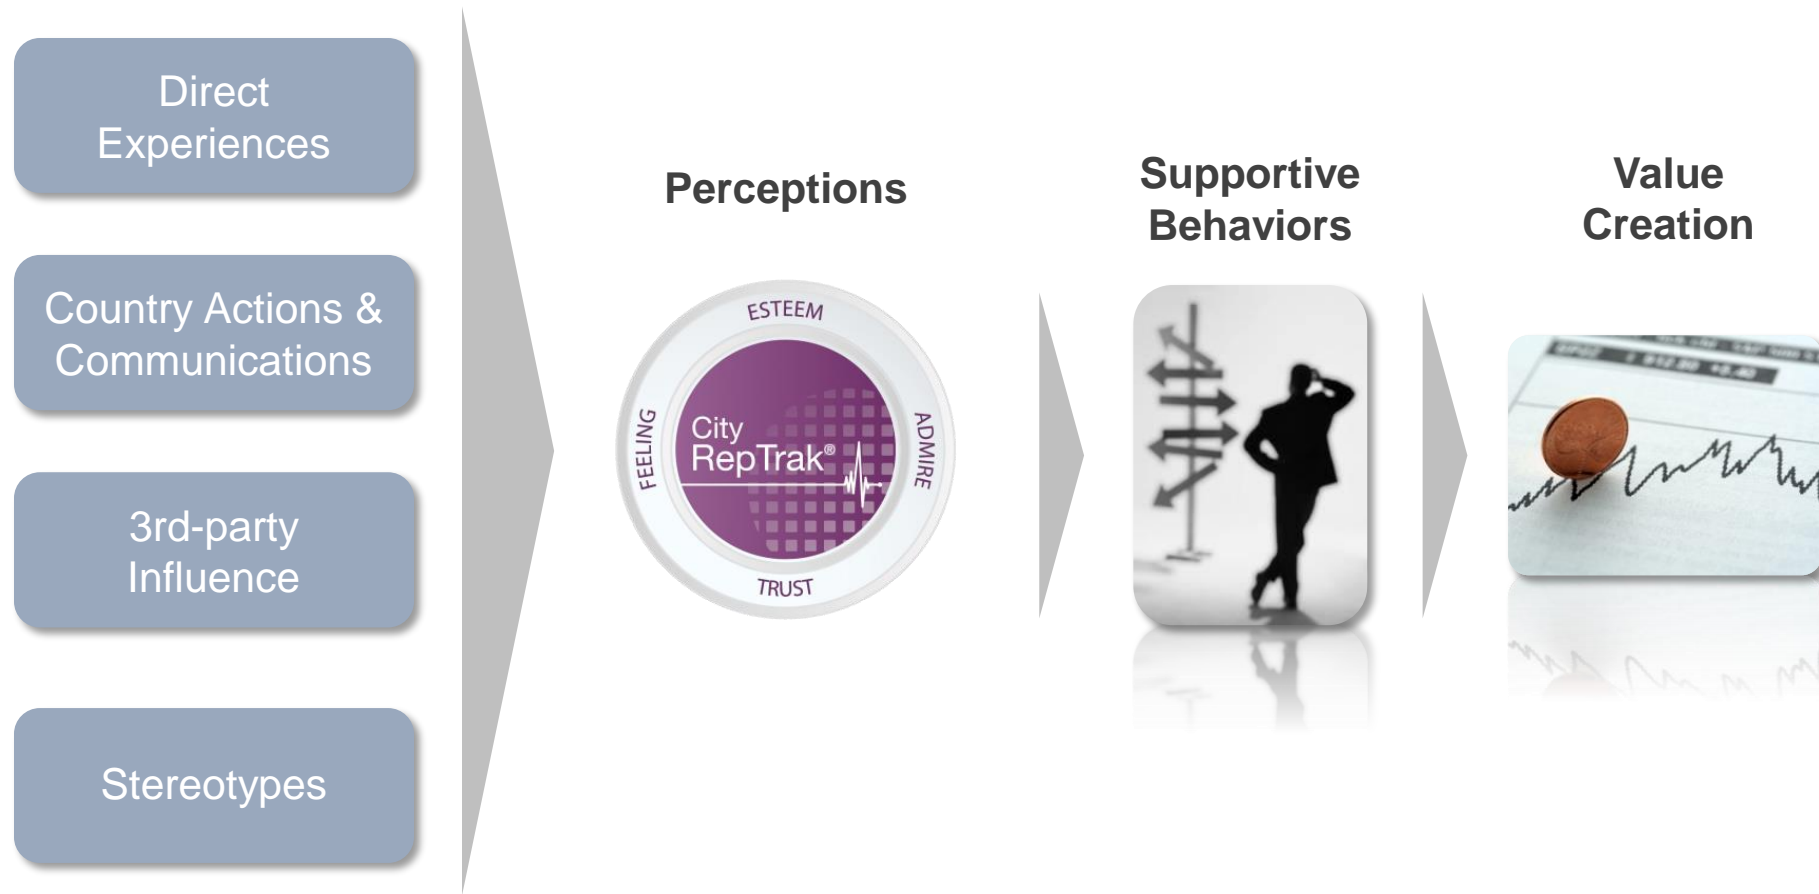 Direct
Experiences
Country Actions &
Communications
3rd-party
Influence
Stereotypes
Perceptions
ESTEEM
FEELING
City
RepTrak®
ADMIRE
TRUST
Supportive
Behaviors
Value
Creation